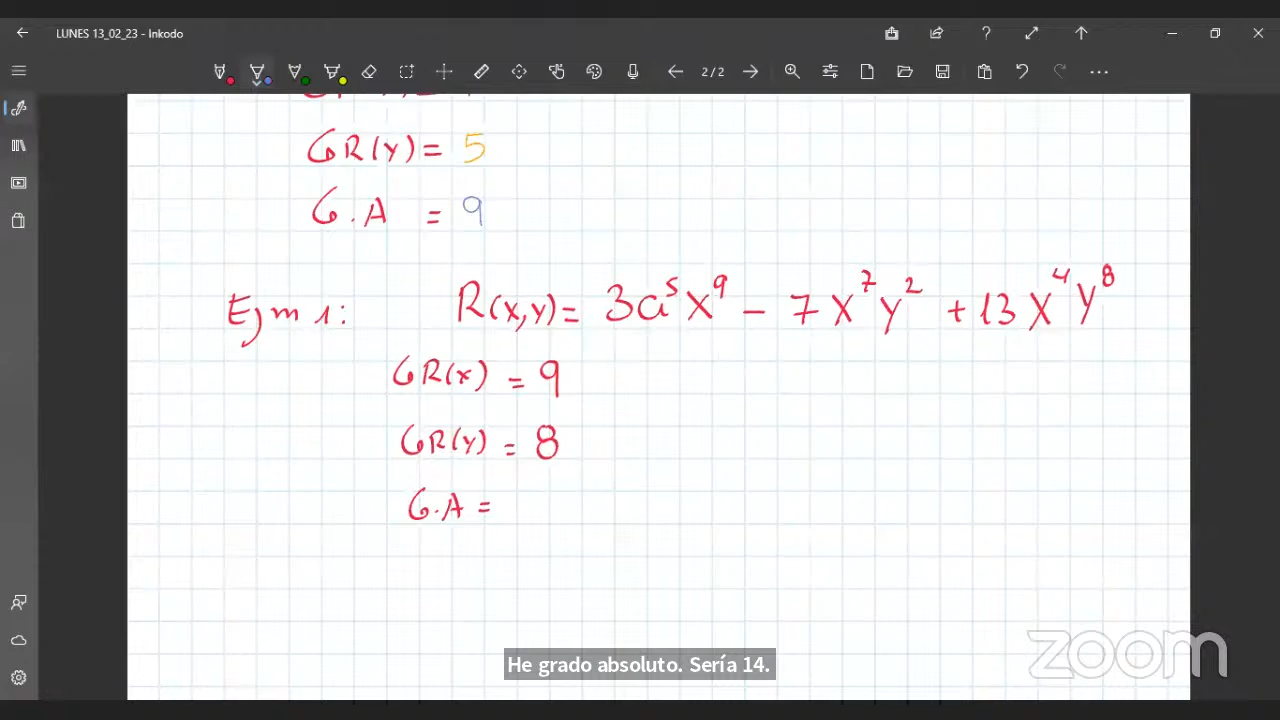 LUNES 13_02_23 - Inkodo
2 / 2
GR(y) = 5
G.A = 9
Ejm 1: R(x,y) = 3a⁵x⁹ - 7x⁷y² + 13x⁴y⁸
GR(x) = 9
GR(y) = 8
G.A =
He grado absoluto. Sería 14.
zoom